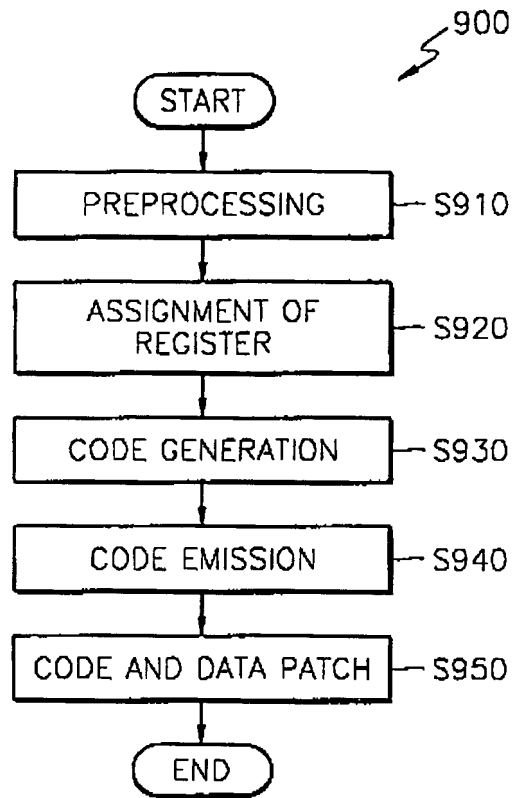 900
START
PREPROCESSING
S910
ASSIGNMENT OF
REGISTER
S920
CODE GENERATION
S930
CODE EMISSION
S940
CODE AND DATA PATCH
S950
END